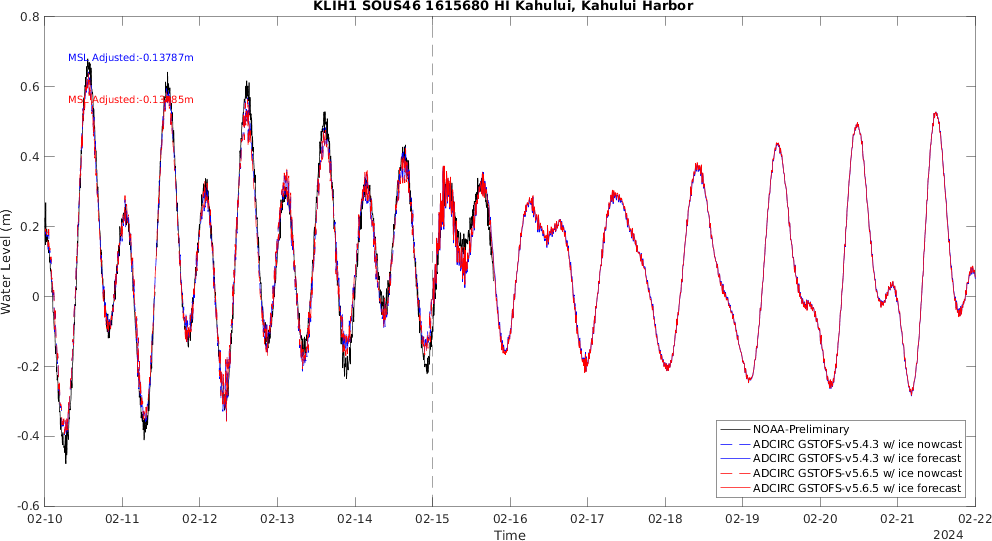 KLIH1 SOUS46 1615680 HI Kahului, Kahului Harbor
0.8
0.6
0.4
0.2
0
-0.2
-0.4
-0.6
Water Level (m)
MSL Adjusted:-0.13787m
MSL Adjusted:-0.13785m
NOAA-Preliminary
ADCIRC GSTOFS-v5.4.3 w/ ice nowcast
ADCIRC GSTOFS-v5.4.3 w/ ice forecast
ADCIRC GSTOFS-v5.6.5 w/ ice nowcast
ADCIRC GSTOFS-v5.6.5 w/ ice forecast
02-10 02-11 02-12 02-13 02-14 02-15 02-16 02-17 02-18 02-19 02-20 02-21 02-22
Time
2024